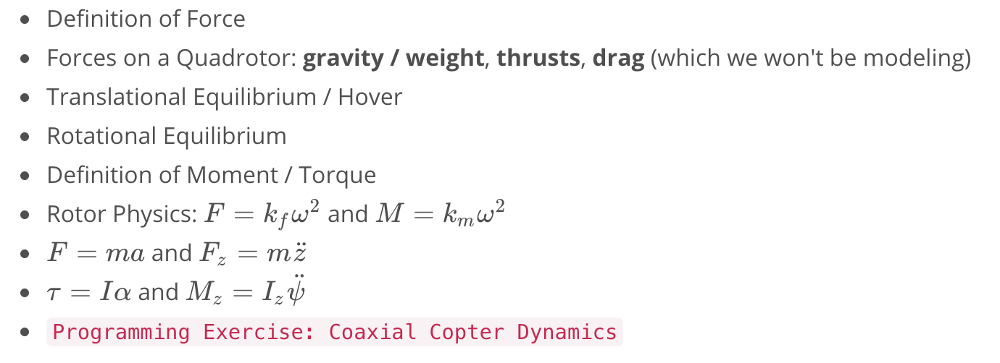 • Definition of Force
• Forces on a Quadrotor: gravity / weight, thrusts, drag (which we won't be modeling)
• Translational Equilibrium / Hover
• Rotational Equilibrium
• Definition of Moment / Torque
• Rotor Physics: $F = k_f\omega^2$ and $M = k_m\omega^2$
• $F = ma$ and $F_z = m\ddot{z}$
• $\tau = I\alpha$ and $M_z = I_z\ddot{\psi}$
• Programming Exercise: Coaxial Copter Dynamics